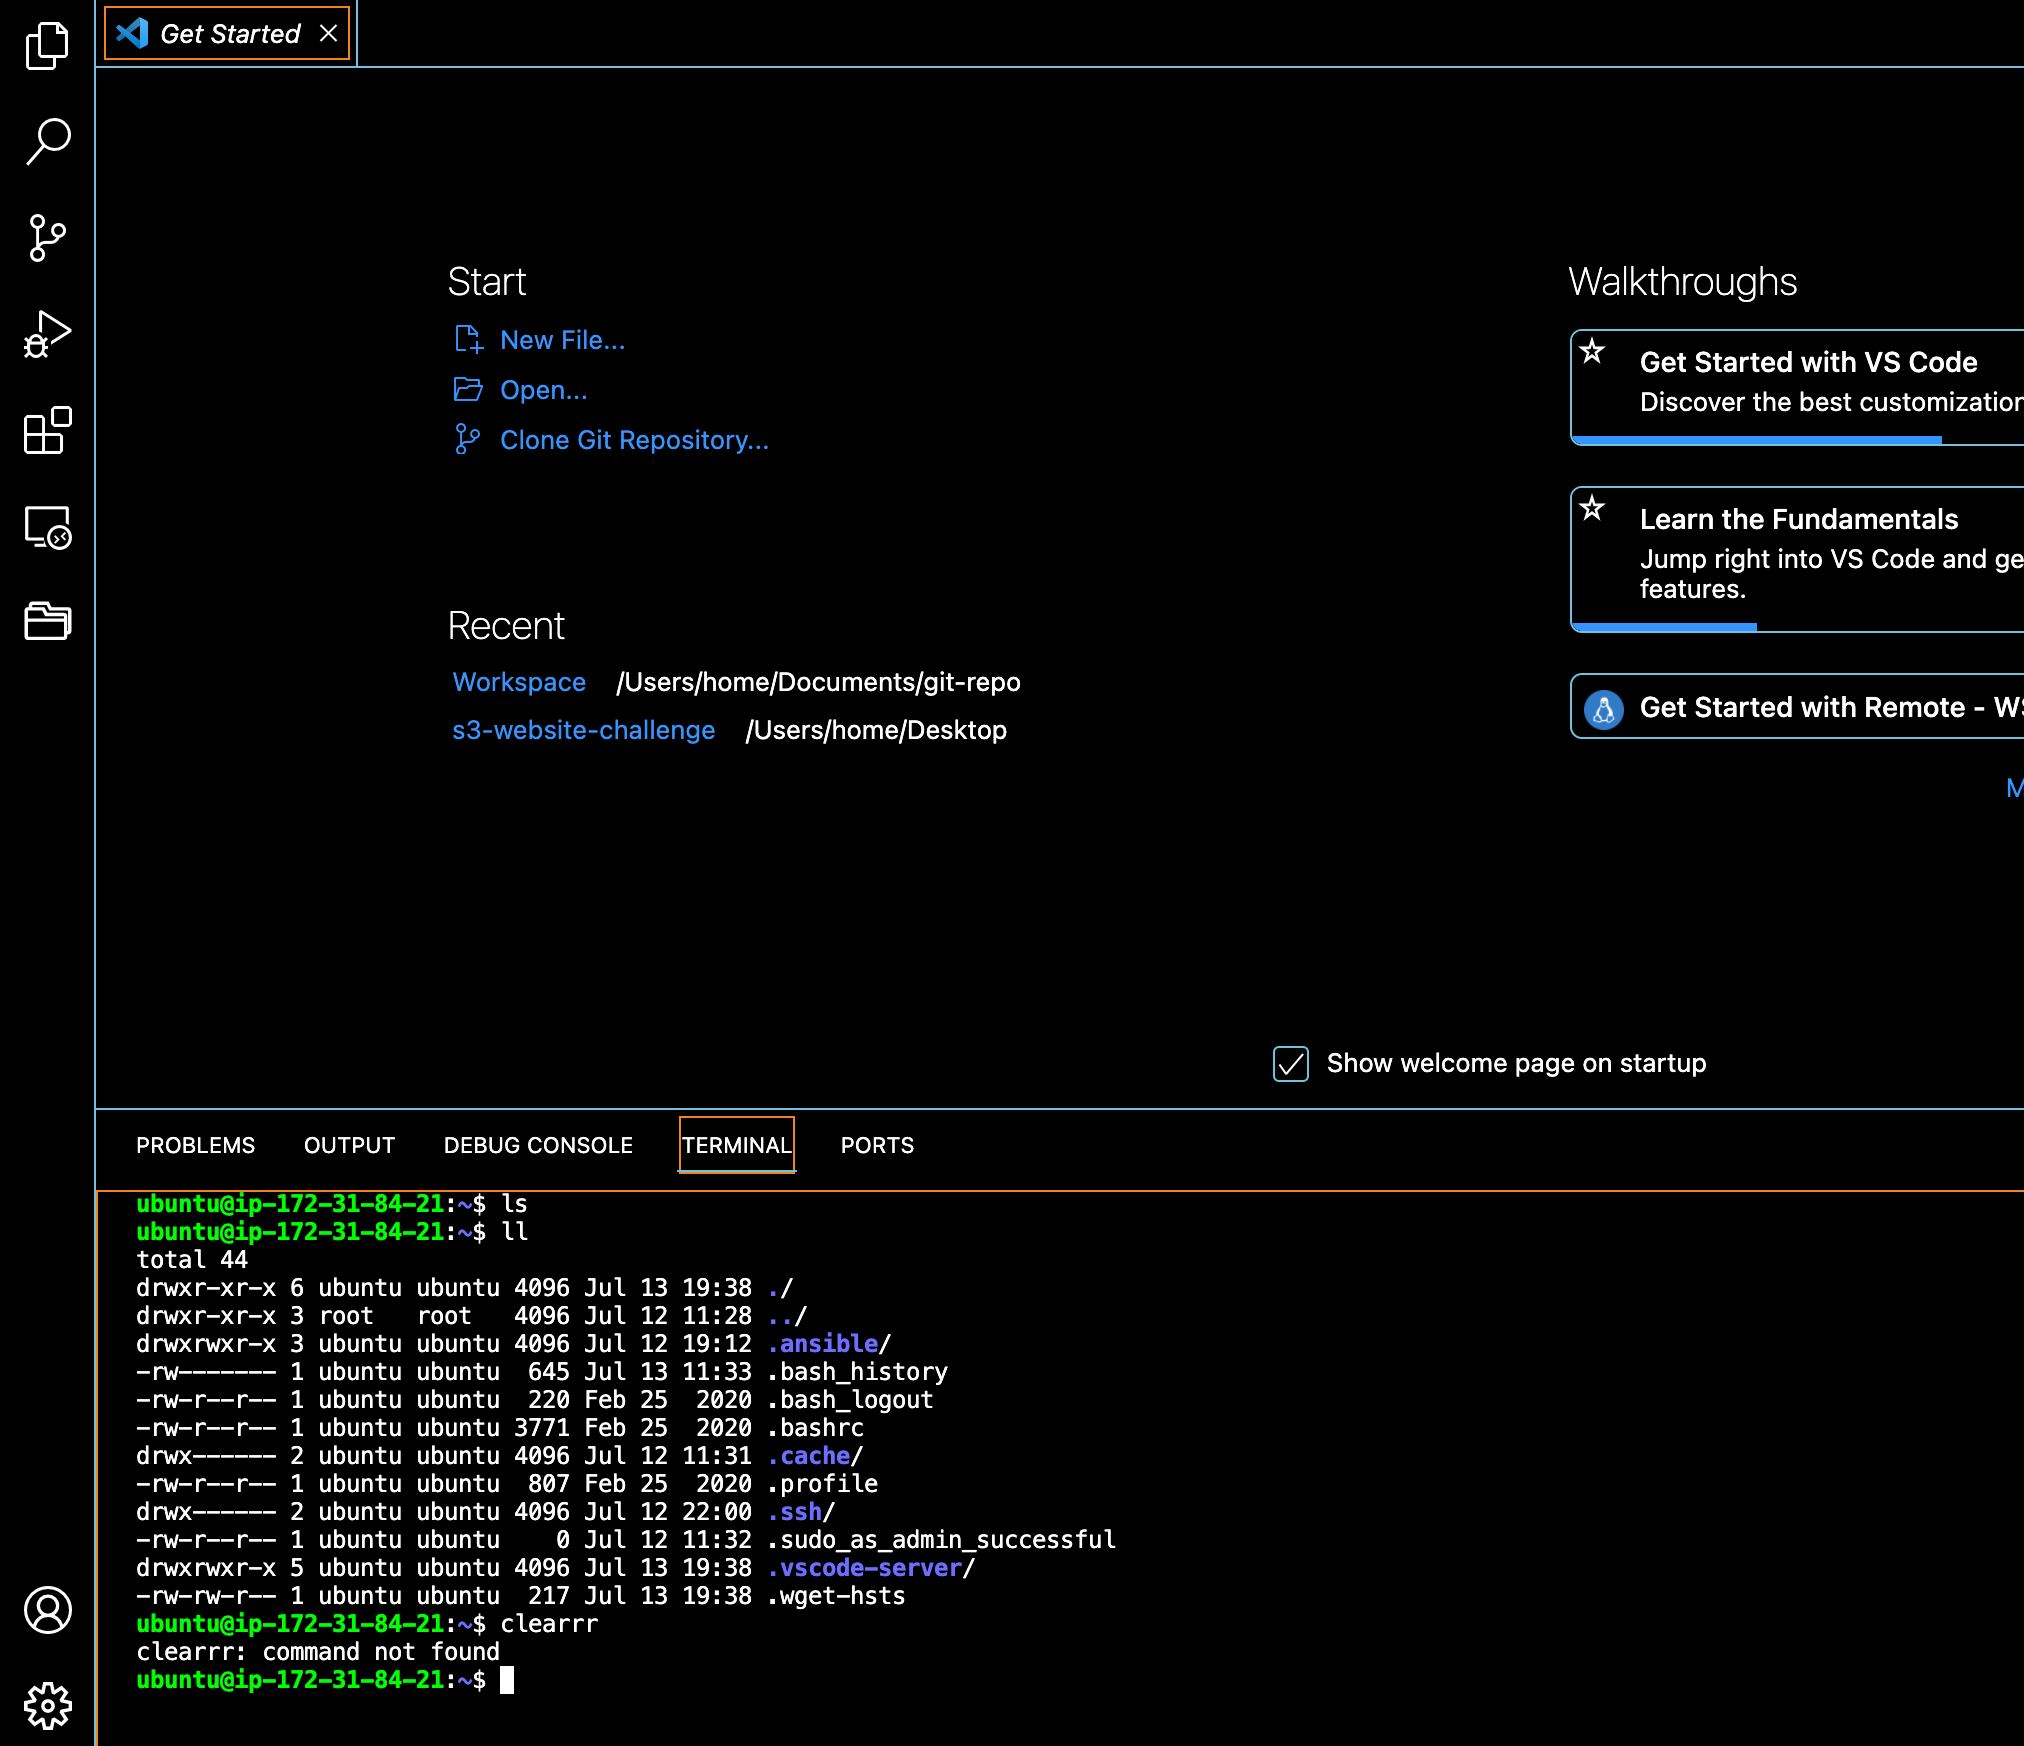 Get Started
Start
New File...
Open...
Clone Git Repository...
Recent
Workspace /Users/home/Documents/git-repo
s3-website-challenge /Users/home/Desktop
Walkthroughs
Get Started with VS Code
Discover the best customization
Learn the Fundamentals
Jump right into VS Code and ge
features.
Get Started with Remote - WS
M
Show welcome page on startup
PROBLEMS OUTPUT DEBUG CONSOLE TERMINAL PORTS
ubuntu@ip-172-31-84-21:~$ ls
ubuntu@ip-172-31-84-21:~$ ll
total 44
drwxr-xr-x 6 ubuntu ubuntu 4096 Jul 13 19:38 ./
drwxr-xr-x 3 root   root   4096 Jul 12 11:28 ../
drwxrwxr-x 3 ubuntu ubuntu 4096 Jul 12 19:12 .ansible/
-rw------- 1 ubuntu ubuntu  645 Jul 13 11:33 .bash_history
-rw-r--r-- 1 ubuntu ubuntu  220 Feb 25  2020 .bash_logout
-rw-r--r-- 1 ubuntu ubuntu 3771 Feb 25  2020 .bashrc
drwx------ 2 ubuntu ubuntu 4096 Jul 12 11:31 .cache/
-rw-r--r-- 1 ubuntu ubuntu  807 Feb 25  2020 .profile
drwx------ 2 ubuntu ubuntu 4096 Jul 12 22:00 .ssh/
-rw-r--r-- 1 ubuntu ubuntu    0 Jul 12 11:32 .sudo_as_admin_successful
drwxrwxr-x 5 ubuntu ubuntu 4096 Jul 13 19:38 .vscode-server/
-rw-rw-r-- 1 ubuntu ubuntu  217 Jul 13 19:38 .wget-hsts
ubuntu@ip-172-31-84-21:~$ clearrr
clearrr: command not found
ubuntu@ip-172-31-84-21:~$